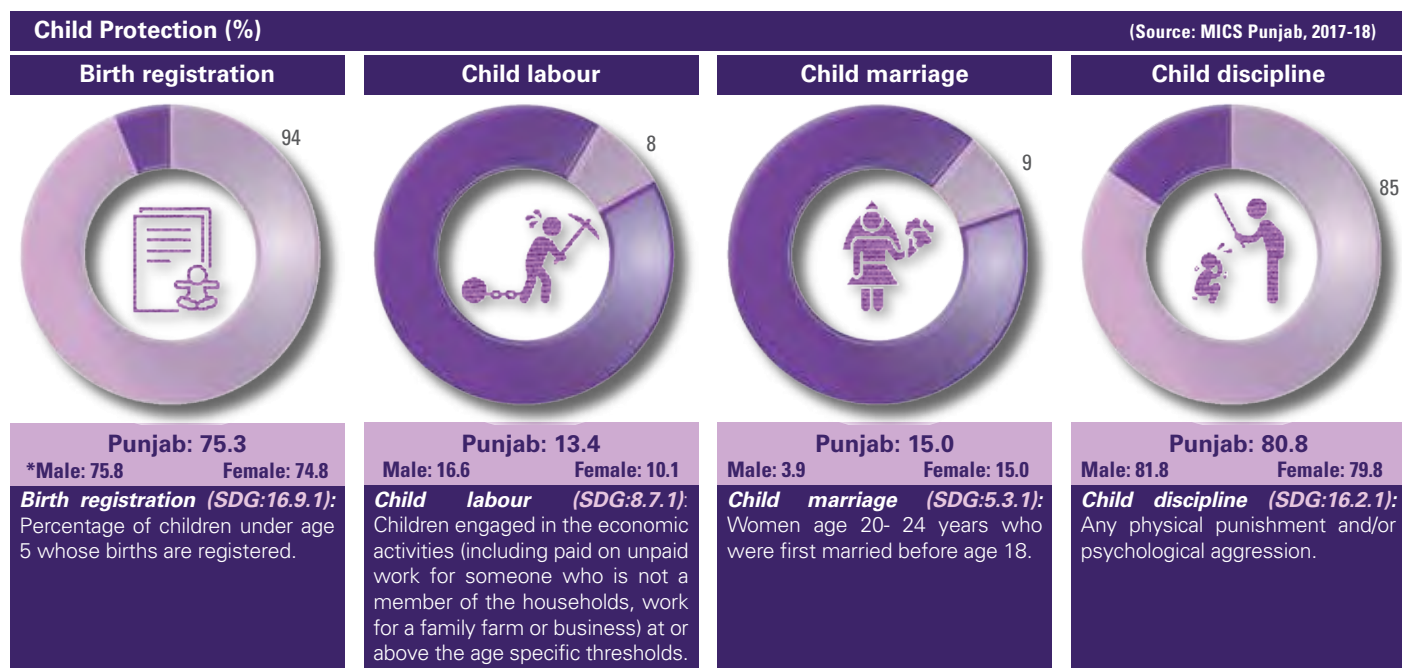 Child Protection (%)
(Source: MICS Punjab, 2017-18)
Birth registration
94
Punjab: 75.3
*Male: 75.8 Female: 74.8
Birth registration (SDG:16.9.1):
Percentage of children under age
5 whose births are registered.
Child labour
8
Punjab: 13.4
Male: 16.6 Female: 10.1
Child labour (SDG:8.7.1):
Children engaged in the economic
activities (including paid on unpaid
work for someone who is not a
member of the households, work
for a family farm or business) at or
above the age specific thresholds.
Child marriage
9
Punjab: 15.0
Male: 3.9 Female: 15.0
Child marriage (SDG:5.3.1):
Women age 20- 24 years who
were first married before age 18.
Child discipline
85
Punjab: 80.8
Male: 81.8 Female: 79.8
Child discipline (SDG:16.2.1):
Any physical punishment and/or
psychological aggression.